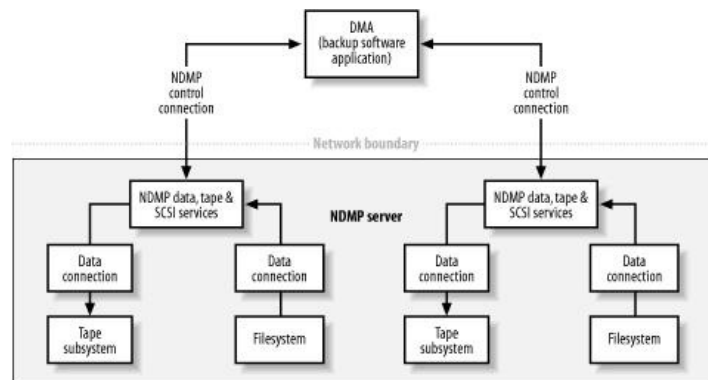 DMA
(backup software
application)
NDMP
control
connection
NDMP
control
connection
Network boundary
NDMP data, tape &
SCSI services
NDMP server
NDMP data, tape &
SCSI services
Data
connection
Data
connection
Data
connection
Data
connection
Tape
subsystem
Filesystem
Tape
subsystem
Filesystem